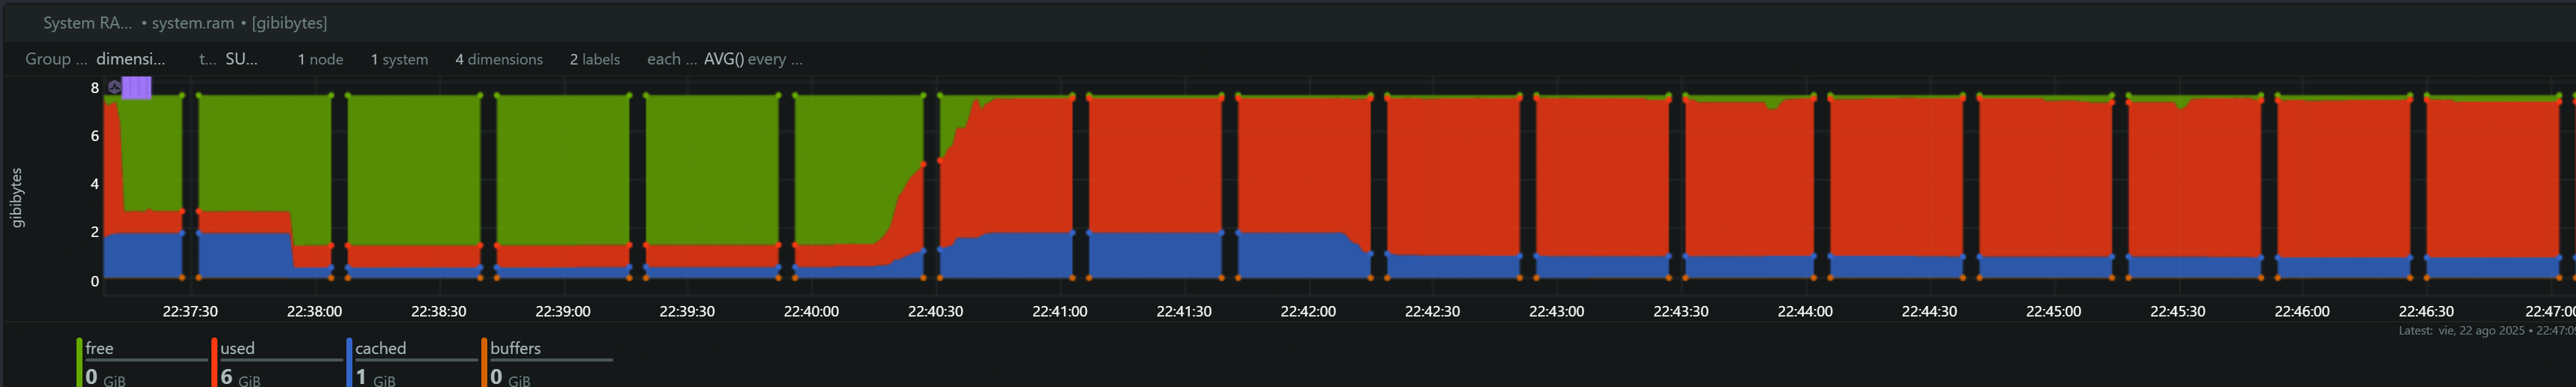 System RA... • system.ram • [gibibytes]
Group ... dimensi... t... SU... 1 node 1 system 4 dimensions 2 labels each ... AVG() every ...
8
6
4
2
0
gibibytes
22:37:30 22:38:00 22:38:30 22:39:00 22:39:30 22:40:00 22:40:30 22:41:00 22:41:30 22:42:00 22:42:30 22:43:00 22:43:30 22:44:00 22:44:30 22:45:00 22:45:30 22:46:00 22:46:30 22:47:00
Latest: vie, 22 ago 2025 • 22:47:0
free used cached buffers
0 GiB 6 GiB 1 GiB 0 GiB